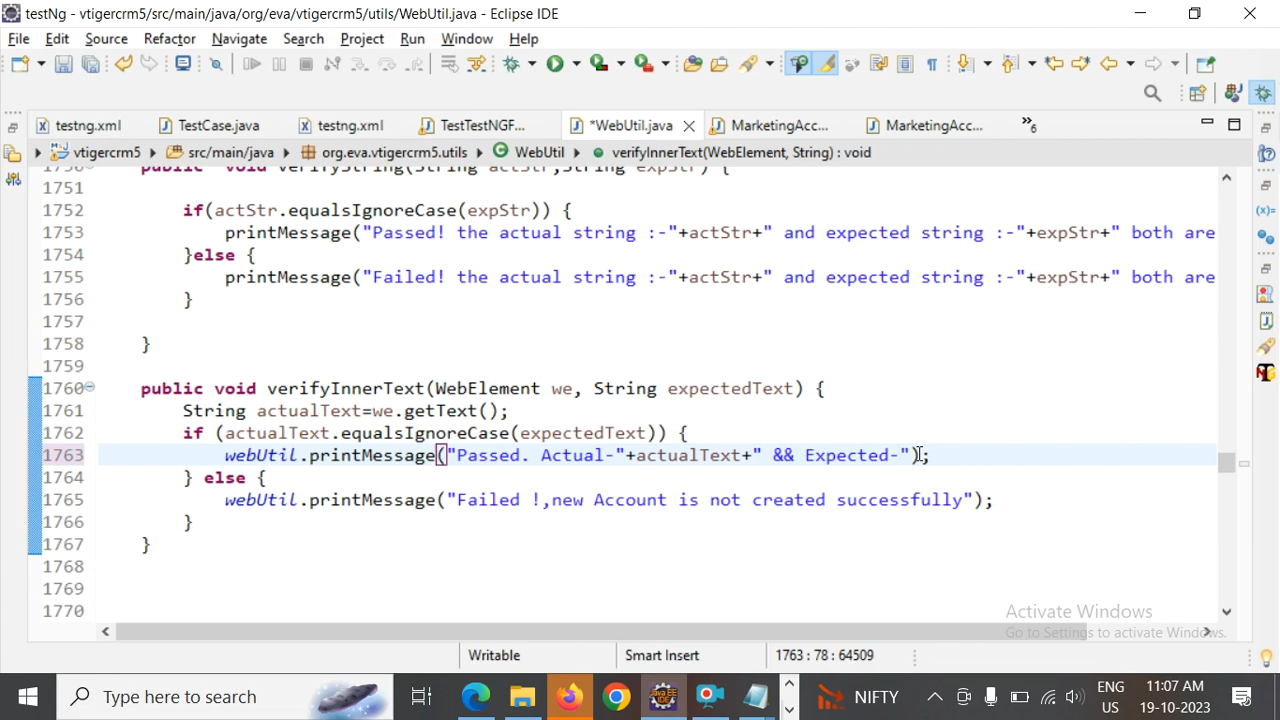 testNg - vtigercrm5/src/main/java/org/eva/vtigercrm5/utils/WebUtil.java - Eclipse IDE
File Edit Source Refactor Navigate Search Project Run Window Help
testng.xml TestCase.java testng.xml TestTestNGF... *WebUtil.java MarketingAcc... MarketingAcc... »6
vtigercrm5 src/main/java org.eva.vtigercrm5.utils WebUtil verifyInnerText(WebElement, String) : void
1750 public void verifyString(String actStr,String expStr) {
1751
1752 if(actStr.equalsIgnoreCase(expStr)) {
1753 printMessage("Passed! the actual string :-"+actStr+" and expected string :-"+expStr+" both are
1754 }else {
1755 printMessage("Failed! the actual string :-"+actStr+" and expected string :-"+expStr+" both are
1756 }
1757
1758 }
1759
1760 public void verifyInnerText(WebElement we, String expectedText) {
1761 String actualText=we.getText();
1762 if (actualText.equalsIgnoreCase(expectedText)) {
1763 webUtil.printMessage("Passed. Actual-"+actualText+" && Expected-");
1764 } else {
1765 webUtil.printMessage("Failed !,new Account is not created successfully");
1766 }
1767 }
1768
1769
1770
Activate Windows
Go to Settings to activate Windows.
Writable Smart Insert 1763 : 78 : 64509
Type here to search NIFTY ENG US 11:07 AM 19-10-2023